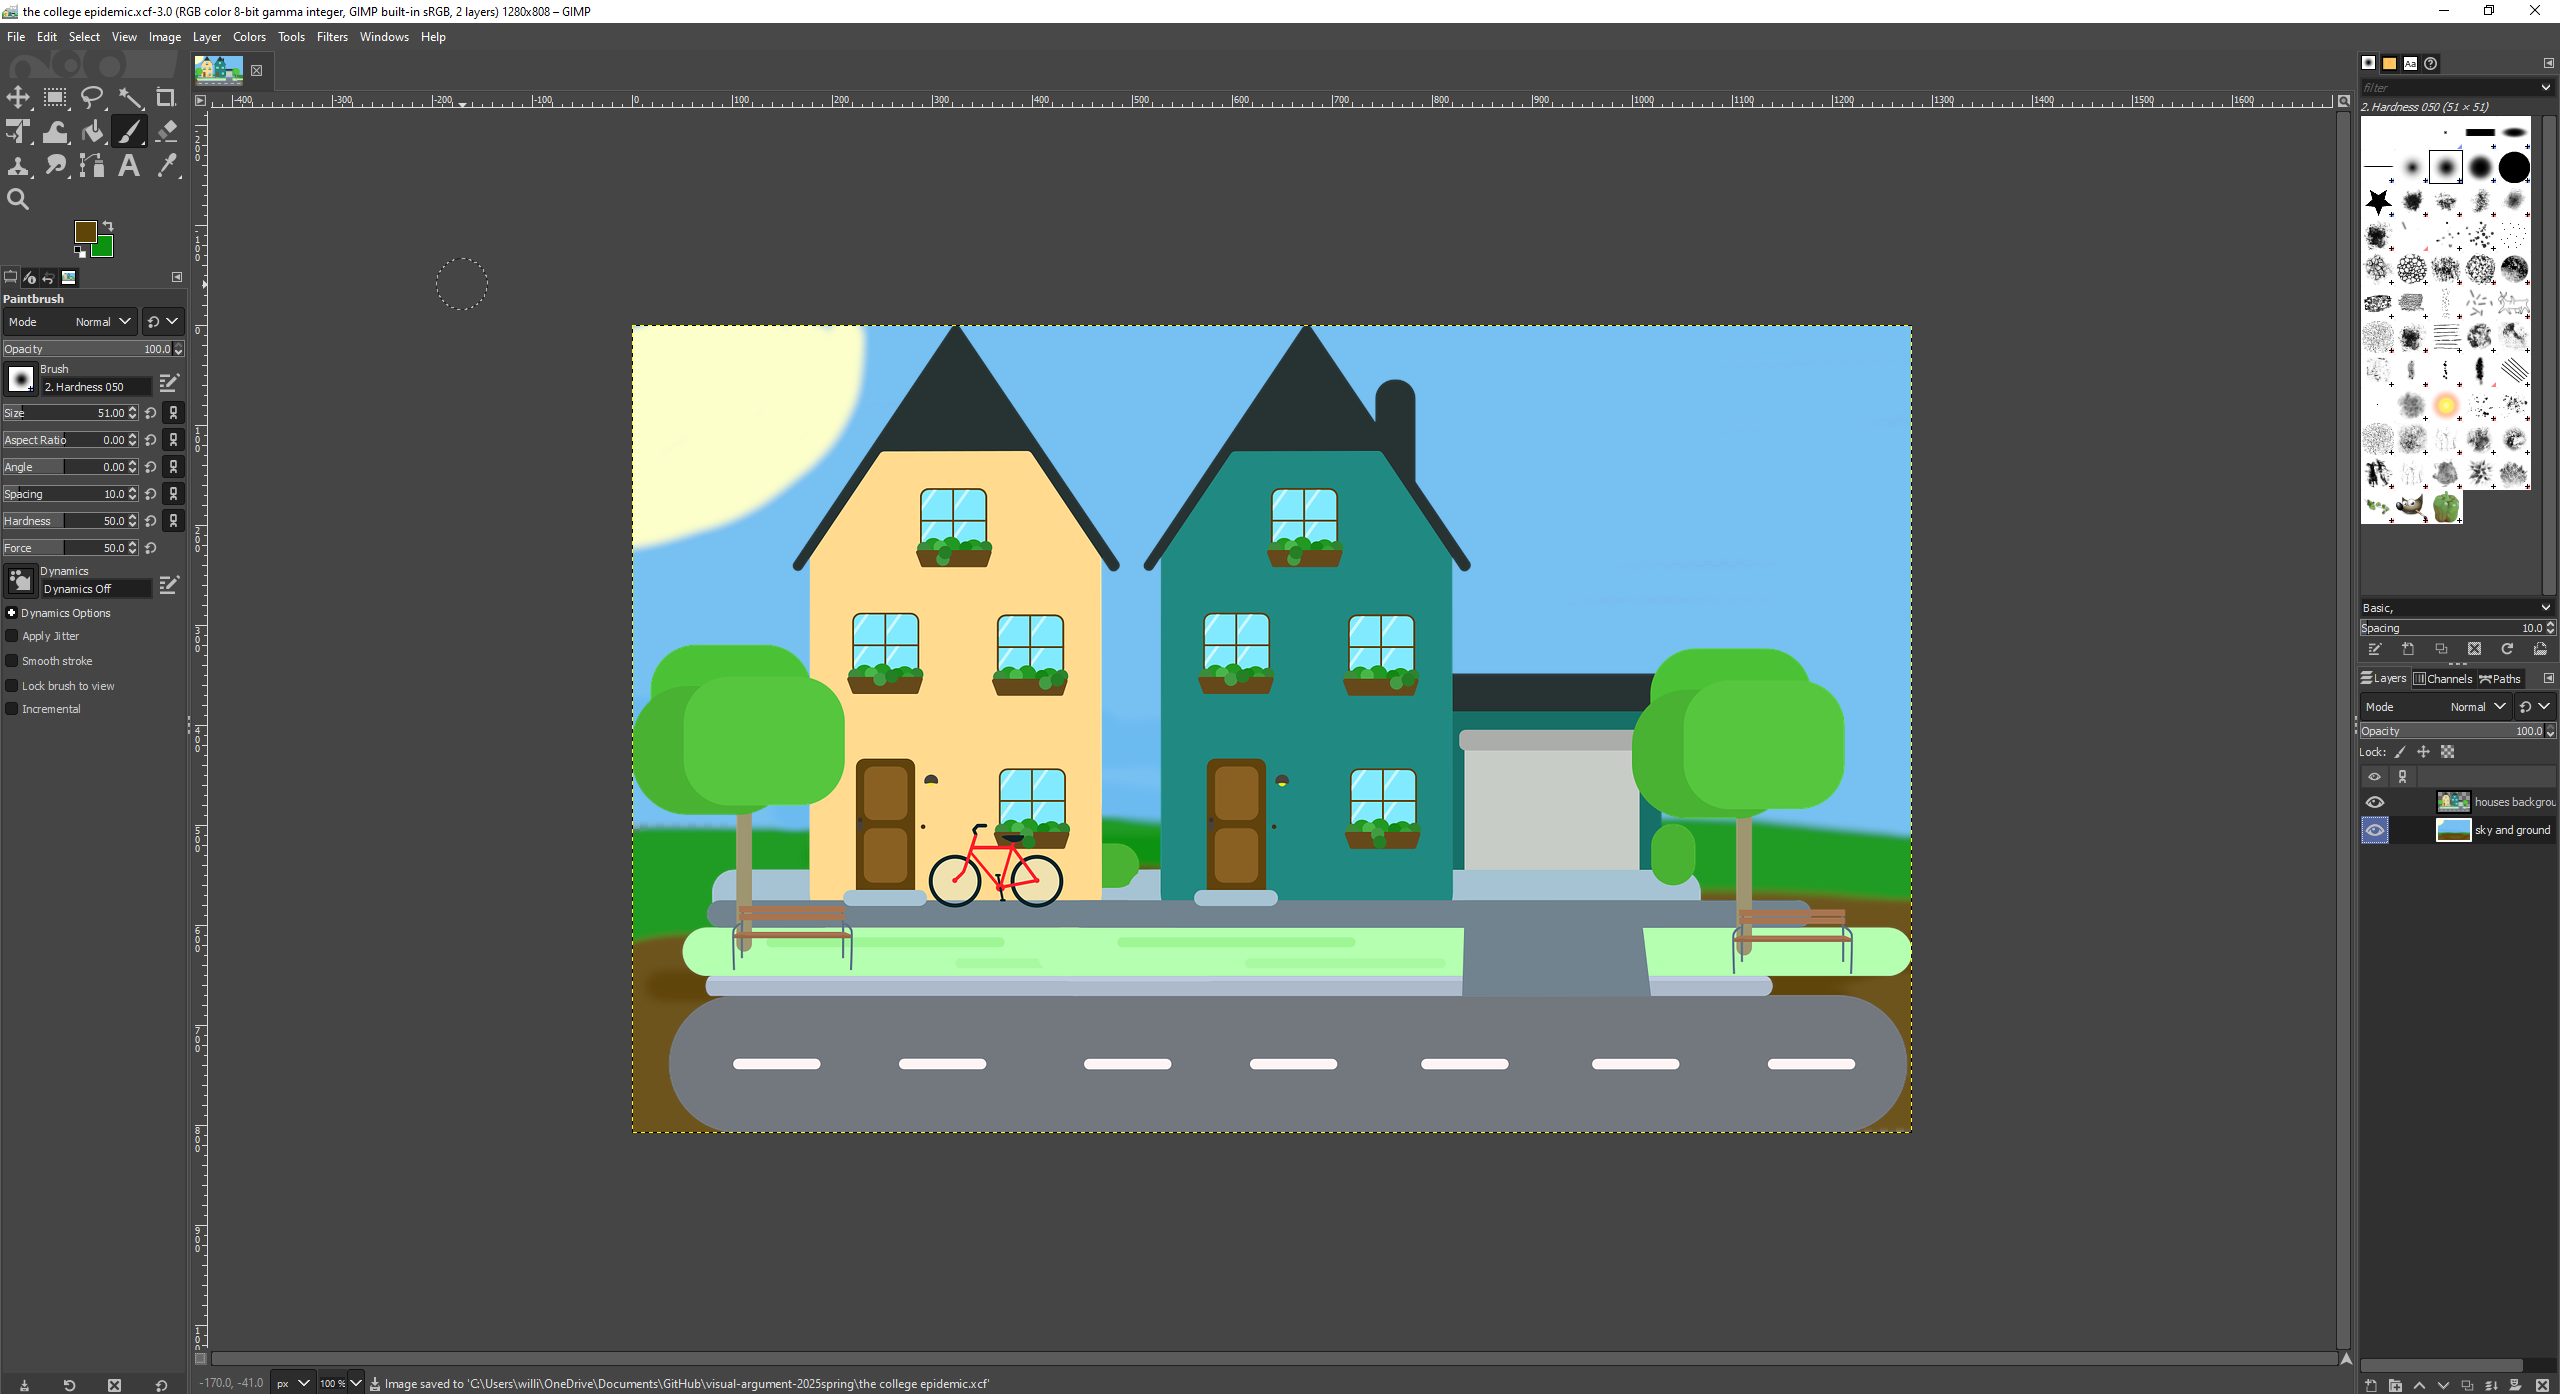 the college epidemic.xcf-3.0 (RGB color 8-bit gamma integer, GIMP built-in sRGB, 2 layers) 1280x808 – GIMP
File Edit Select View Image Layer Colors Tools Filters Windows Help
-400 -300 -200 -100 0 100 200 300 400 500 600 700 800 900 1000 1100 1200 1300 1400 1500 1600
Paintbrush
Mode Normal
Opacity 100.0
Brush
2. Hardness 050
Size 51.00
Aspect Ratio 0.00
Angle 0.00
Spacing 10.0
Hardness 50.0
Force 50.0
Dynamics
Dynamics Off
Dynamics Options
Apply Jitter
Smooth stroke
Lock brush to view
Incremental
-170.0, -41.0 px 100 % Image saved to 'C:\Users\willi\OneDrive\Documents\GitHub\visual-argument-2025spring\the college epidemic.xcf'
Aa
filter
2. Hardness 050 (51 × 51)
Basic,
Spacing 10.0
Layers Channels Paths
Mode Normal
Opacity 100.0
Lock:
houses backgrou
sky and ground